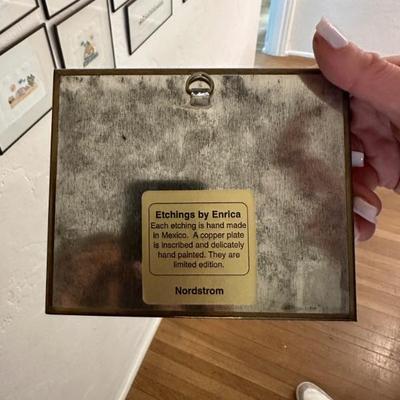 Etchings by Enrica
Each etching is hand made
in Mexico. A copper plate
is inscribed and delicately
hand painted. They are
limited edition.
Nordstrom